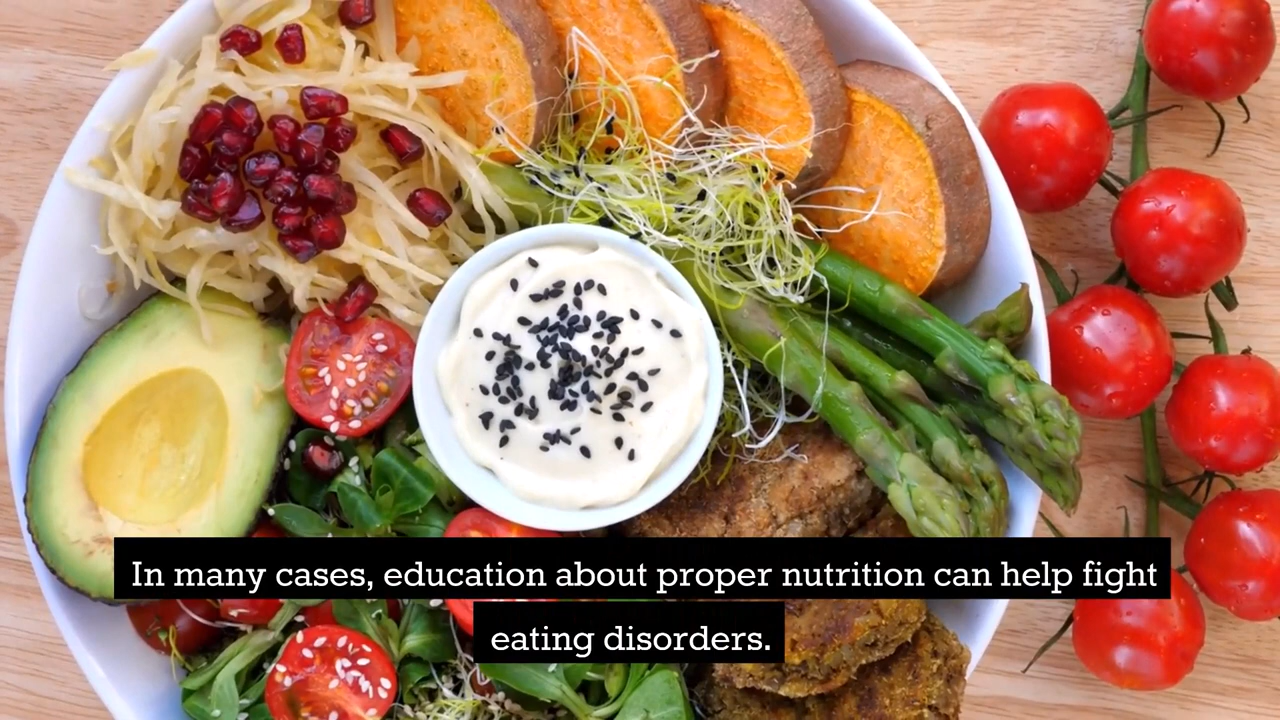 In many cases, education about proper nutrition can help fight
eating disorders.